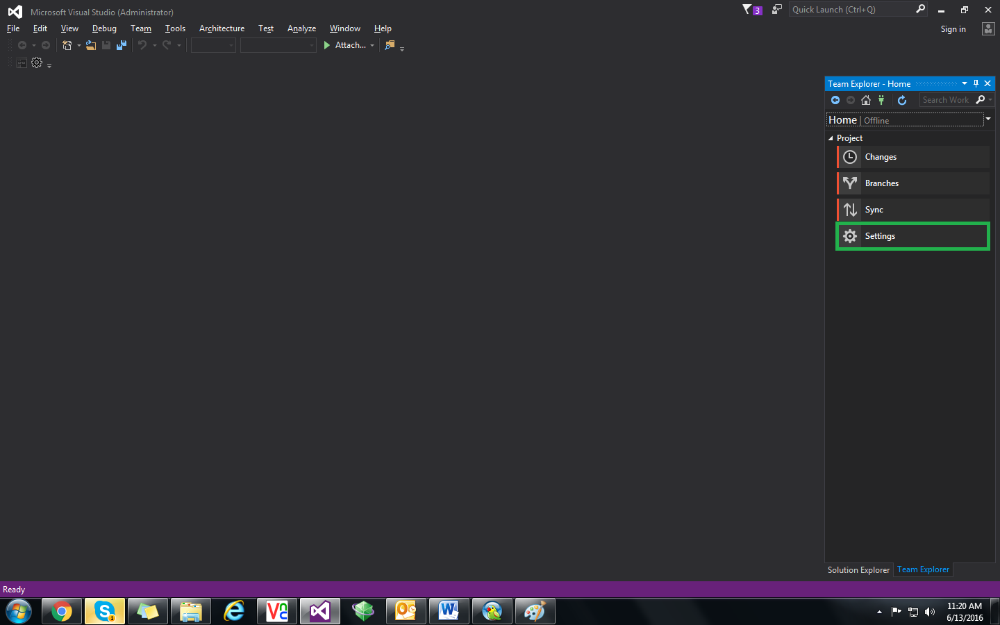 Microsoft Visual Studio (Administrator)
3
Quick Launch (Ctrl+Q)
File Edit View Debug Team Tools Architecture Test Analyze Window Help
Sign in
Attach...
Team Explorer - Home
Search Work
Home | Offline
Project
Changes
Branches
Sync
Settings
Solution Explorer Team Explorer
Ready
11:20 AM
6/13/2016